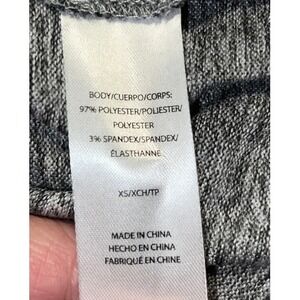 BODY/CUERPO/CORPS:
97% POLYESTER/POLIESTER/
POLYESTER
3% SPANDEX/SPANDEX/
ÉLASTHANNE
XS/XCH/TP
MADE IN CHINA
HECHO EN CHINA
FABRIQUÉ EN CHINE